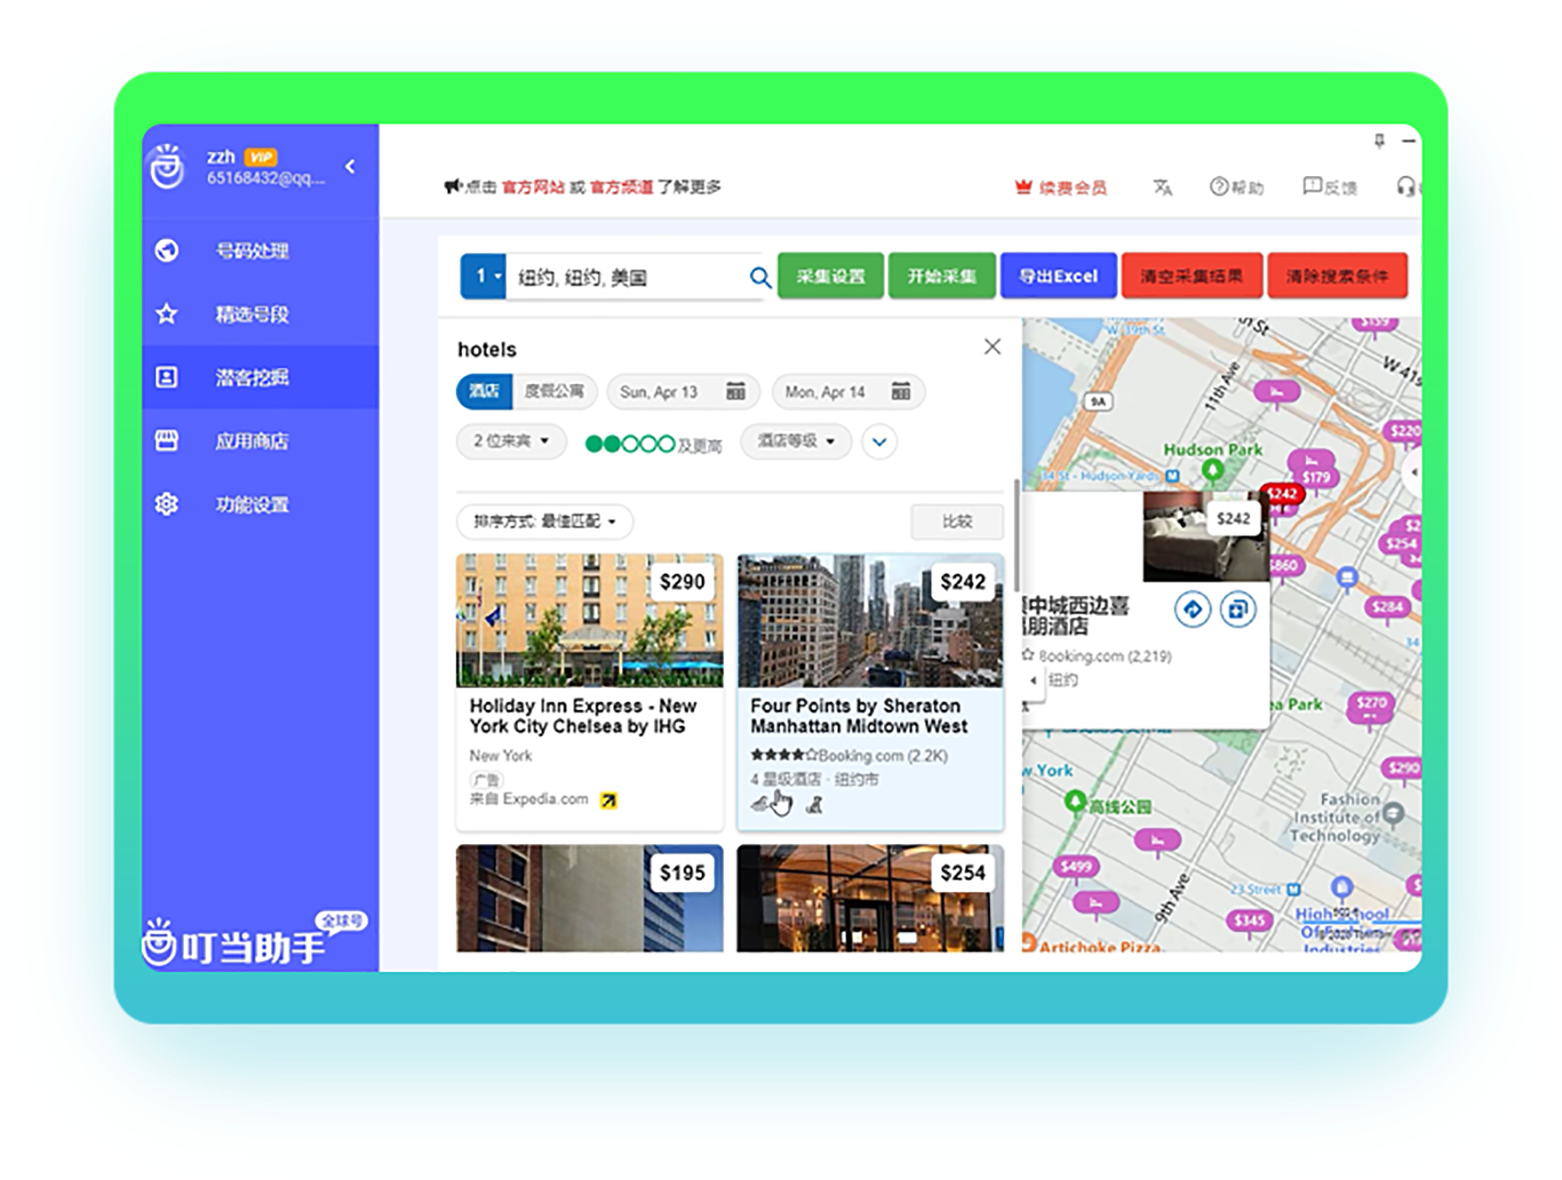 zzh VIP
65168432@qq....
号码处理
精选号段
潜客挖掘
应用商店
功能设置
全球号
叮当助手
点击 官方网站 或 官方频道 了解更多
续费会员
帮助
反馈
1
纽约, 纽约, 美国
采集设置
开始采集
导出Excel
清空采集结果
清除搜索条件
hotels
酒店
度假公寓
Sun, Apr 13
Mon, Apr 14
2 位来宾
及更高
酒店等级
排序方式: 最佳匹配
比较
$290
Holiday Inn Express - New
York City Chelsea by IHG
New York
广告
来自 Expedia.com
$242
Four Points by Sheraton
Manhattan Midtown West
★★★★☆Booking.com (2.2K)
4 星级酒店 · 纽约市
$195
$254
W 39th St
$159
11th Ave
9A
$220
Hudson Park
34 St - Hudson Yards M
$179
$242
$242
$254
$860
$284
中城西边喜
朋酒店
☆ Booking.com (2,219)
纽约
$270
Park
York
$290
高线公园
Fashion
Institute of
Technology
$499
9th Ave
23 Street M
$345
High School
Of Fashion
Industries
Artichoke Pizza